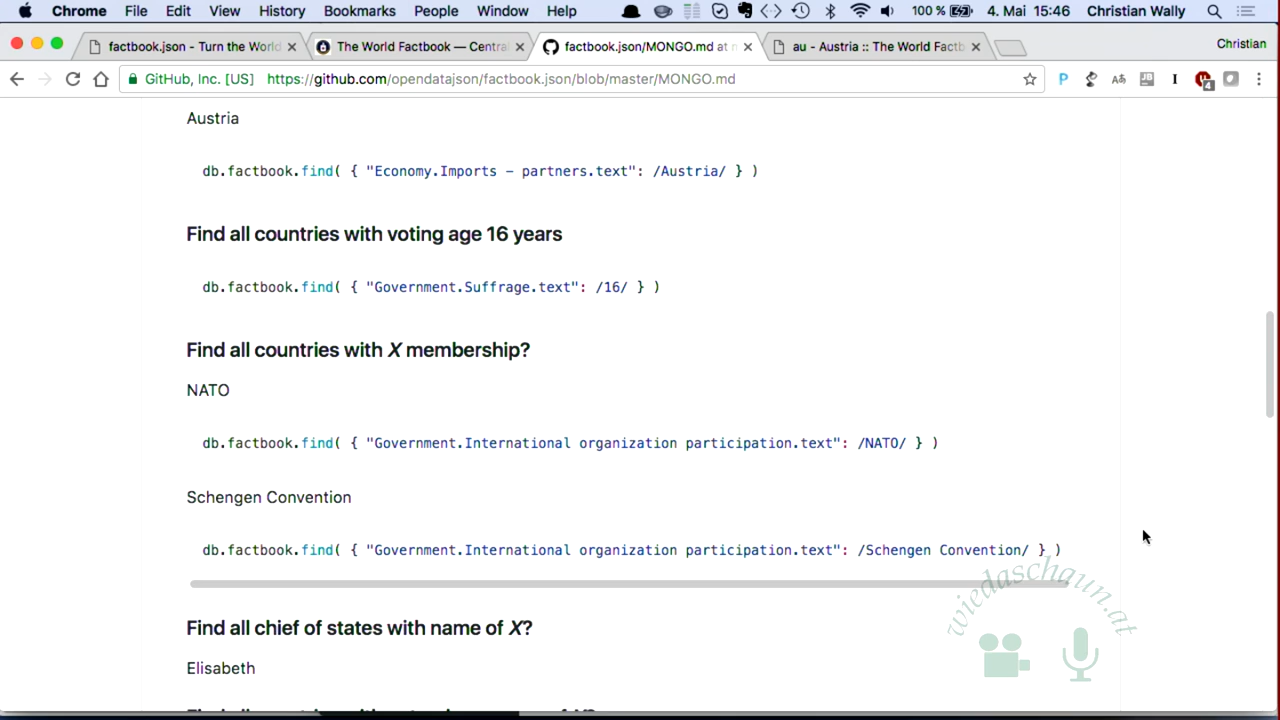 Chrome File Edit View History Bookmarks People Window Help 100 % 4. Mai 15:46 Christian Wally
factbook.json - Turn the World The World Factbook — Centra factbook.json/MONGO.md at m au - Austria :: The World Factb Christian
GitHub, Inc. [US] https://github.com/opendatajson/factbook.json/blob/master/MONGO.md
Austria
db.factbook.find( { "Economy.Imports - partners.text": /Austria/ } )
Find all countries with voting age 16 years
db.factbook.find( { "Government.Suffrage.text": /16/ } )
Find all countries with X membership?
NATO
db.factbook.find( { "Government.International organization participation.text": /NATO/ } )
Schengen Convention
db.factbook.find( { "Government.International organization participation.text": /Schengen Convention/ } )
wiedaschaun.at
Find all chief of states with name of X?
Elisabeth